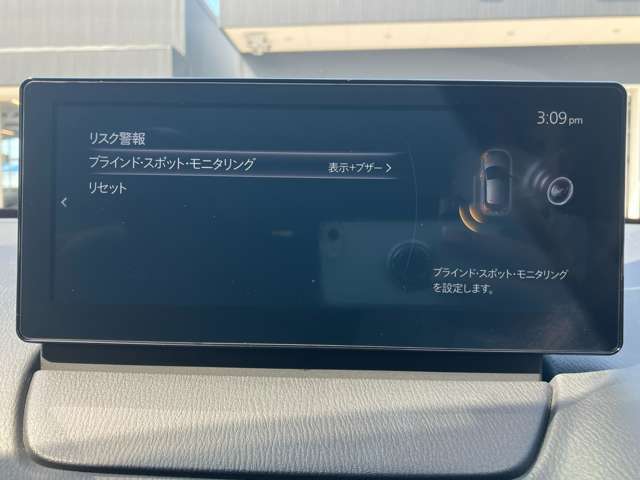 3:09pm
リスク警報
ブラインド・スポット・モニタリング 表示+ブザー
リセット
ブラインド・スポット・モニタリング
を設定します。